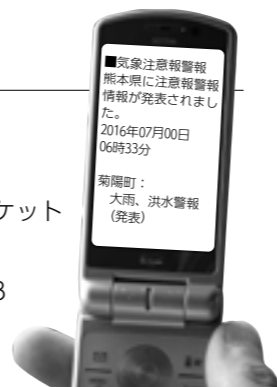 ■気象注意報警報
熊本県に注意報警報
情報が発表されまし
た。
2016年07月00日
06時33分
菊陽町：
大雨、洪水警報
（発表）
ケット
3